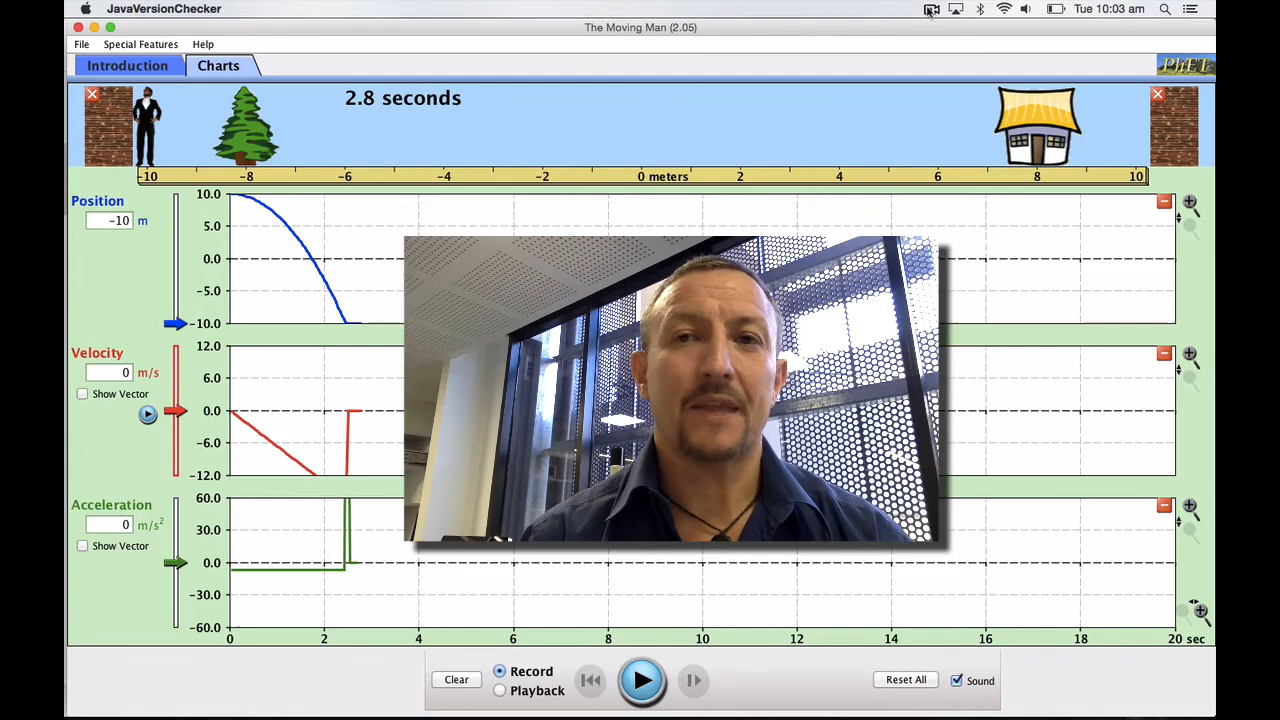 JavaVersionChecker
Tue 10:03 am
The Moving Man (2.05)
File Special Features Help
Introduction Charts
PhET
2.8 seconds
-10 -8 -6 -4 -2 0 meters 2 4 6 8 10
Position
-10 m
10.0
5.0
0.0
-5.0
-10.0
Velocity
0 m/s
Show Vector
12.0
6.0
0.0
-6.0
-12.0
Acceleration
0 m/s²
Show Vector
60.0
30.0
0.0
-30.0
-60.0
0 2 4 6 8 10 12 14 16 18 20 sec
Clear
Record
Playback
Reset All
Sound